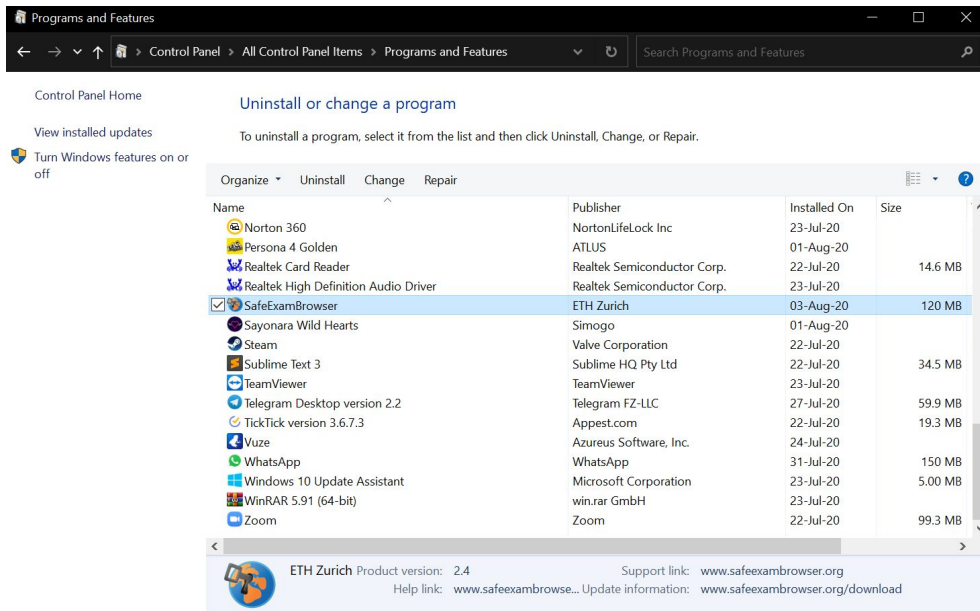 Programs and Features
Control Panel > All Control Panel Items > Programs and Features
Search Programs and Features
Control Panel Home
View installed updates
Turn Windows features on or
off
Uninstall or change a program
To uninstall a program, select it from the list and then click Uninstall, Change, or Repair.
Organize Uninstall Change Repair
Name Publisher Installed On Size
Norton 360 NortonLifeLock Inc 23-Jul-20
Persona 4 Golden ATLUS 01-Aug-20
Realtek Card Reader Realtek Semiconductor Corp. 22-Jul-20 14.6 MB
Realtek High Definition Audio Driver Realtek Semiconductor Corp. 23-Jul-20
SafeExamBrowser ETH Zurich 03-Aug-20 120 MB
Sayonara Wild Hearts Simogo 01-Aug-20
Steam Valve Corporation 22-Jul-20
Sublime Text 3 Sublime HQ Pty Ltd 22-Jul-20 34.5 MB
TeamViewer TeamViewer 23-Jul-20
Telegram Desktop version 2.2 Telegram FZ-LLC 27-Jul-20 59.9 MB
TickTick version 3.6.7.3 Appest.com 22-Jul-20 19.3 MB
Vuze Azureus Software, Inc. 24-Jul-20
WhatsApp WhatsApp 31-Jul-20 150 MB
Windows 10 Update Assistant Microsoft Corporation 23-Jul-20 5.00 MB
WinRAR 5.91 (64-bit) win.rar GmbH 23-Jul-20
Zoom Zoom 22-Jul-20 99.3 MB
ETH Zurich Product version: 2.4 Support link: www.safeexambrowser.org
Help link: www.safeexambrowse... Update information: www.safeexambrowser.org/download